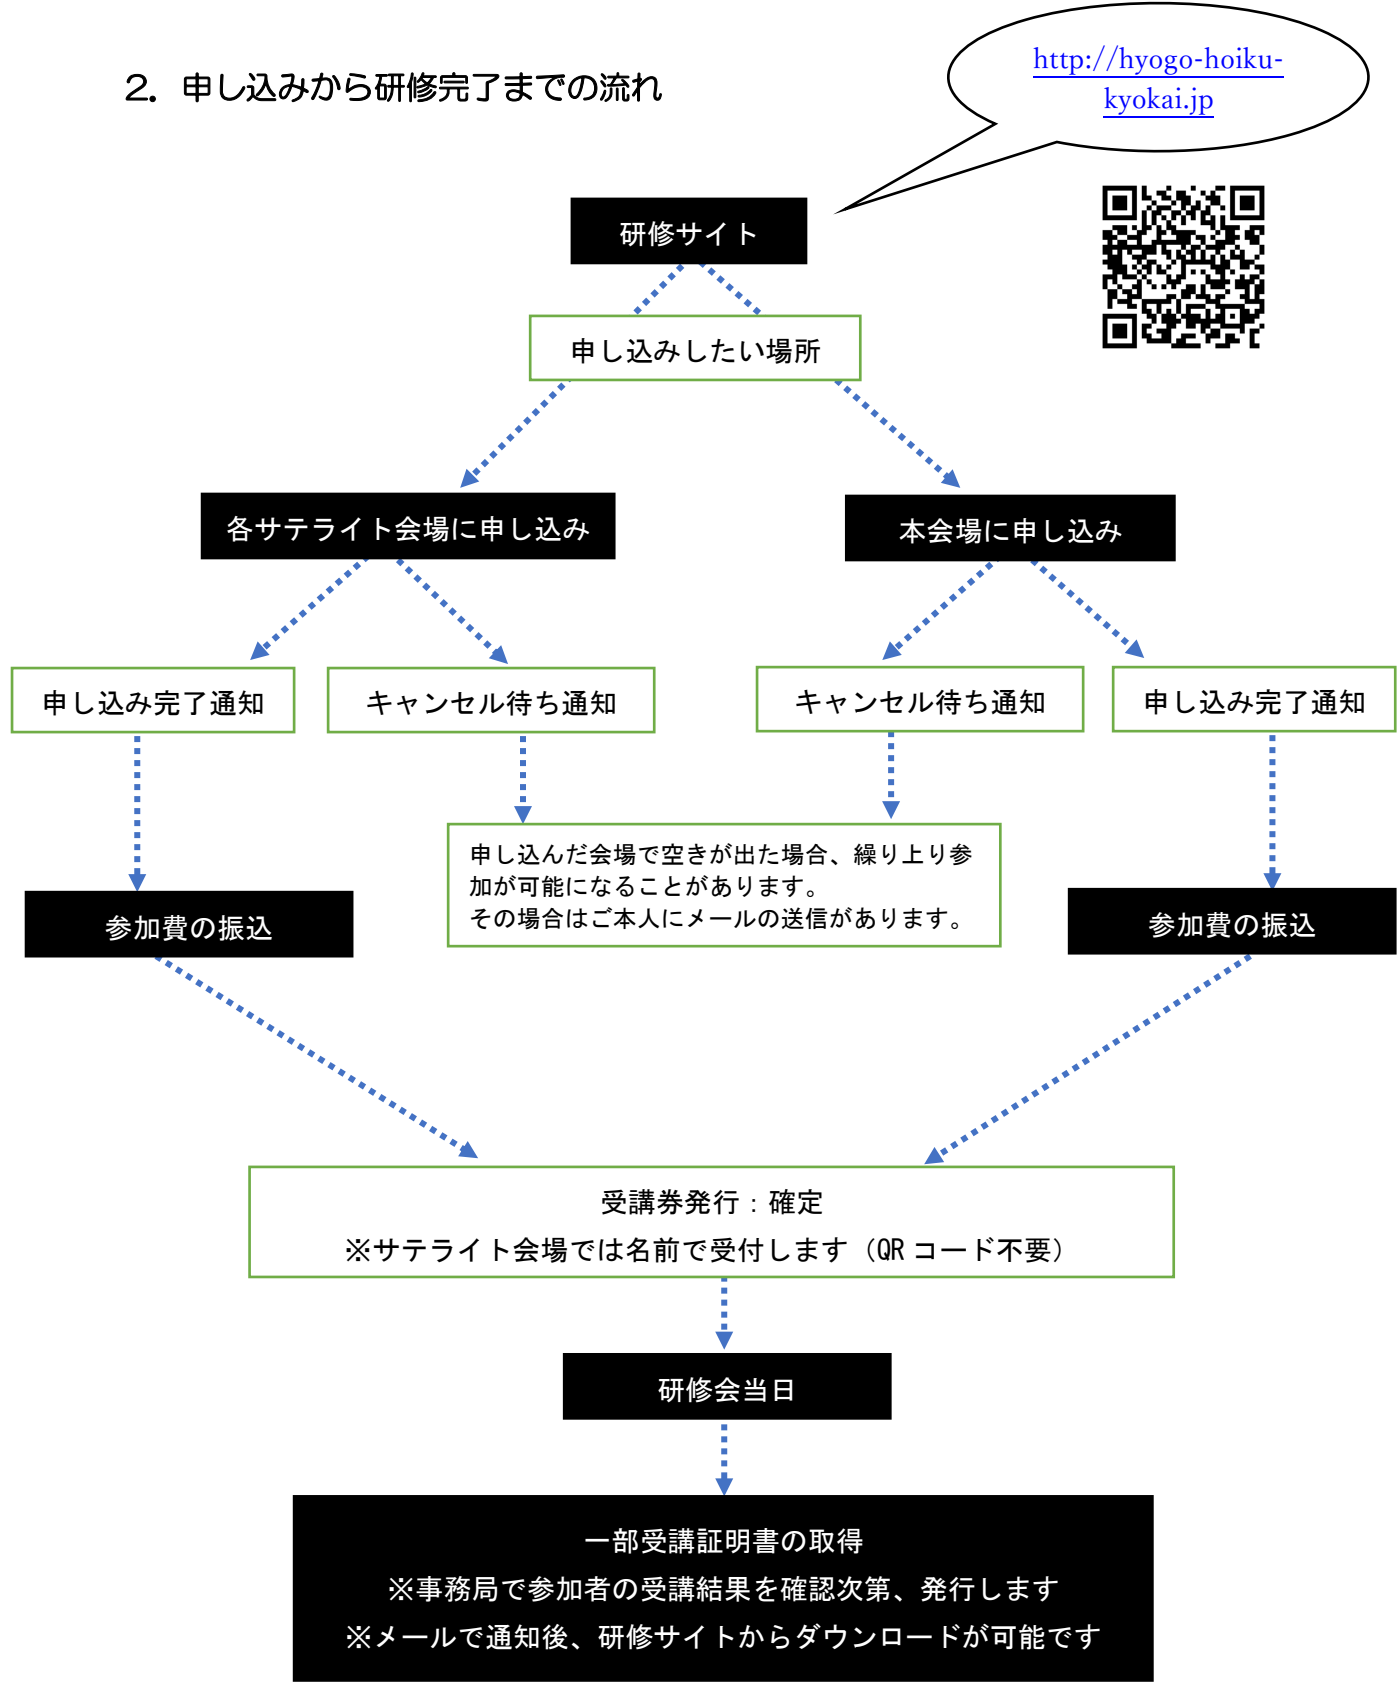 2. 申し込みから研修完了までの流れ
http://hyogo-hoiku-
kyokai.jp
研修サイト
申し込みしたい場所
各サテライト会場に申し込み
本会場に申し込み
申し込み完了通知
キャンセル待ち通知
キャンセル待ち通知
申し込み完了通知
申し込んだ会場で空きが出た場合、繰り上り参
加が可能になることがあります。
その場合はご本人にメールの送信があります。
参加費の振込
参加費の振込
受講券発行：確定
※サテライト会場では名前で受付します（QRコード不要）
研修会当日
一部受講証明書の取得
※事務局で参加者の受講結果を確認次第、発行します
※メールで通知後、研修サイトからダウンロードが可能です